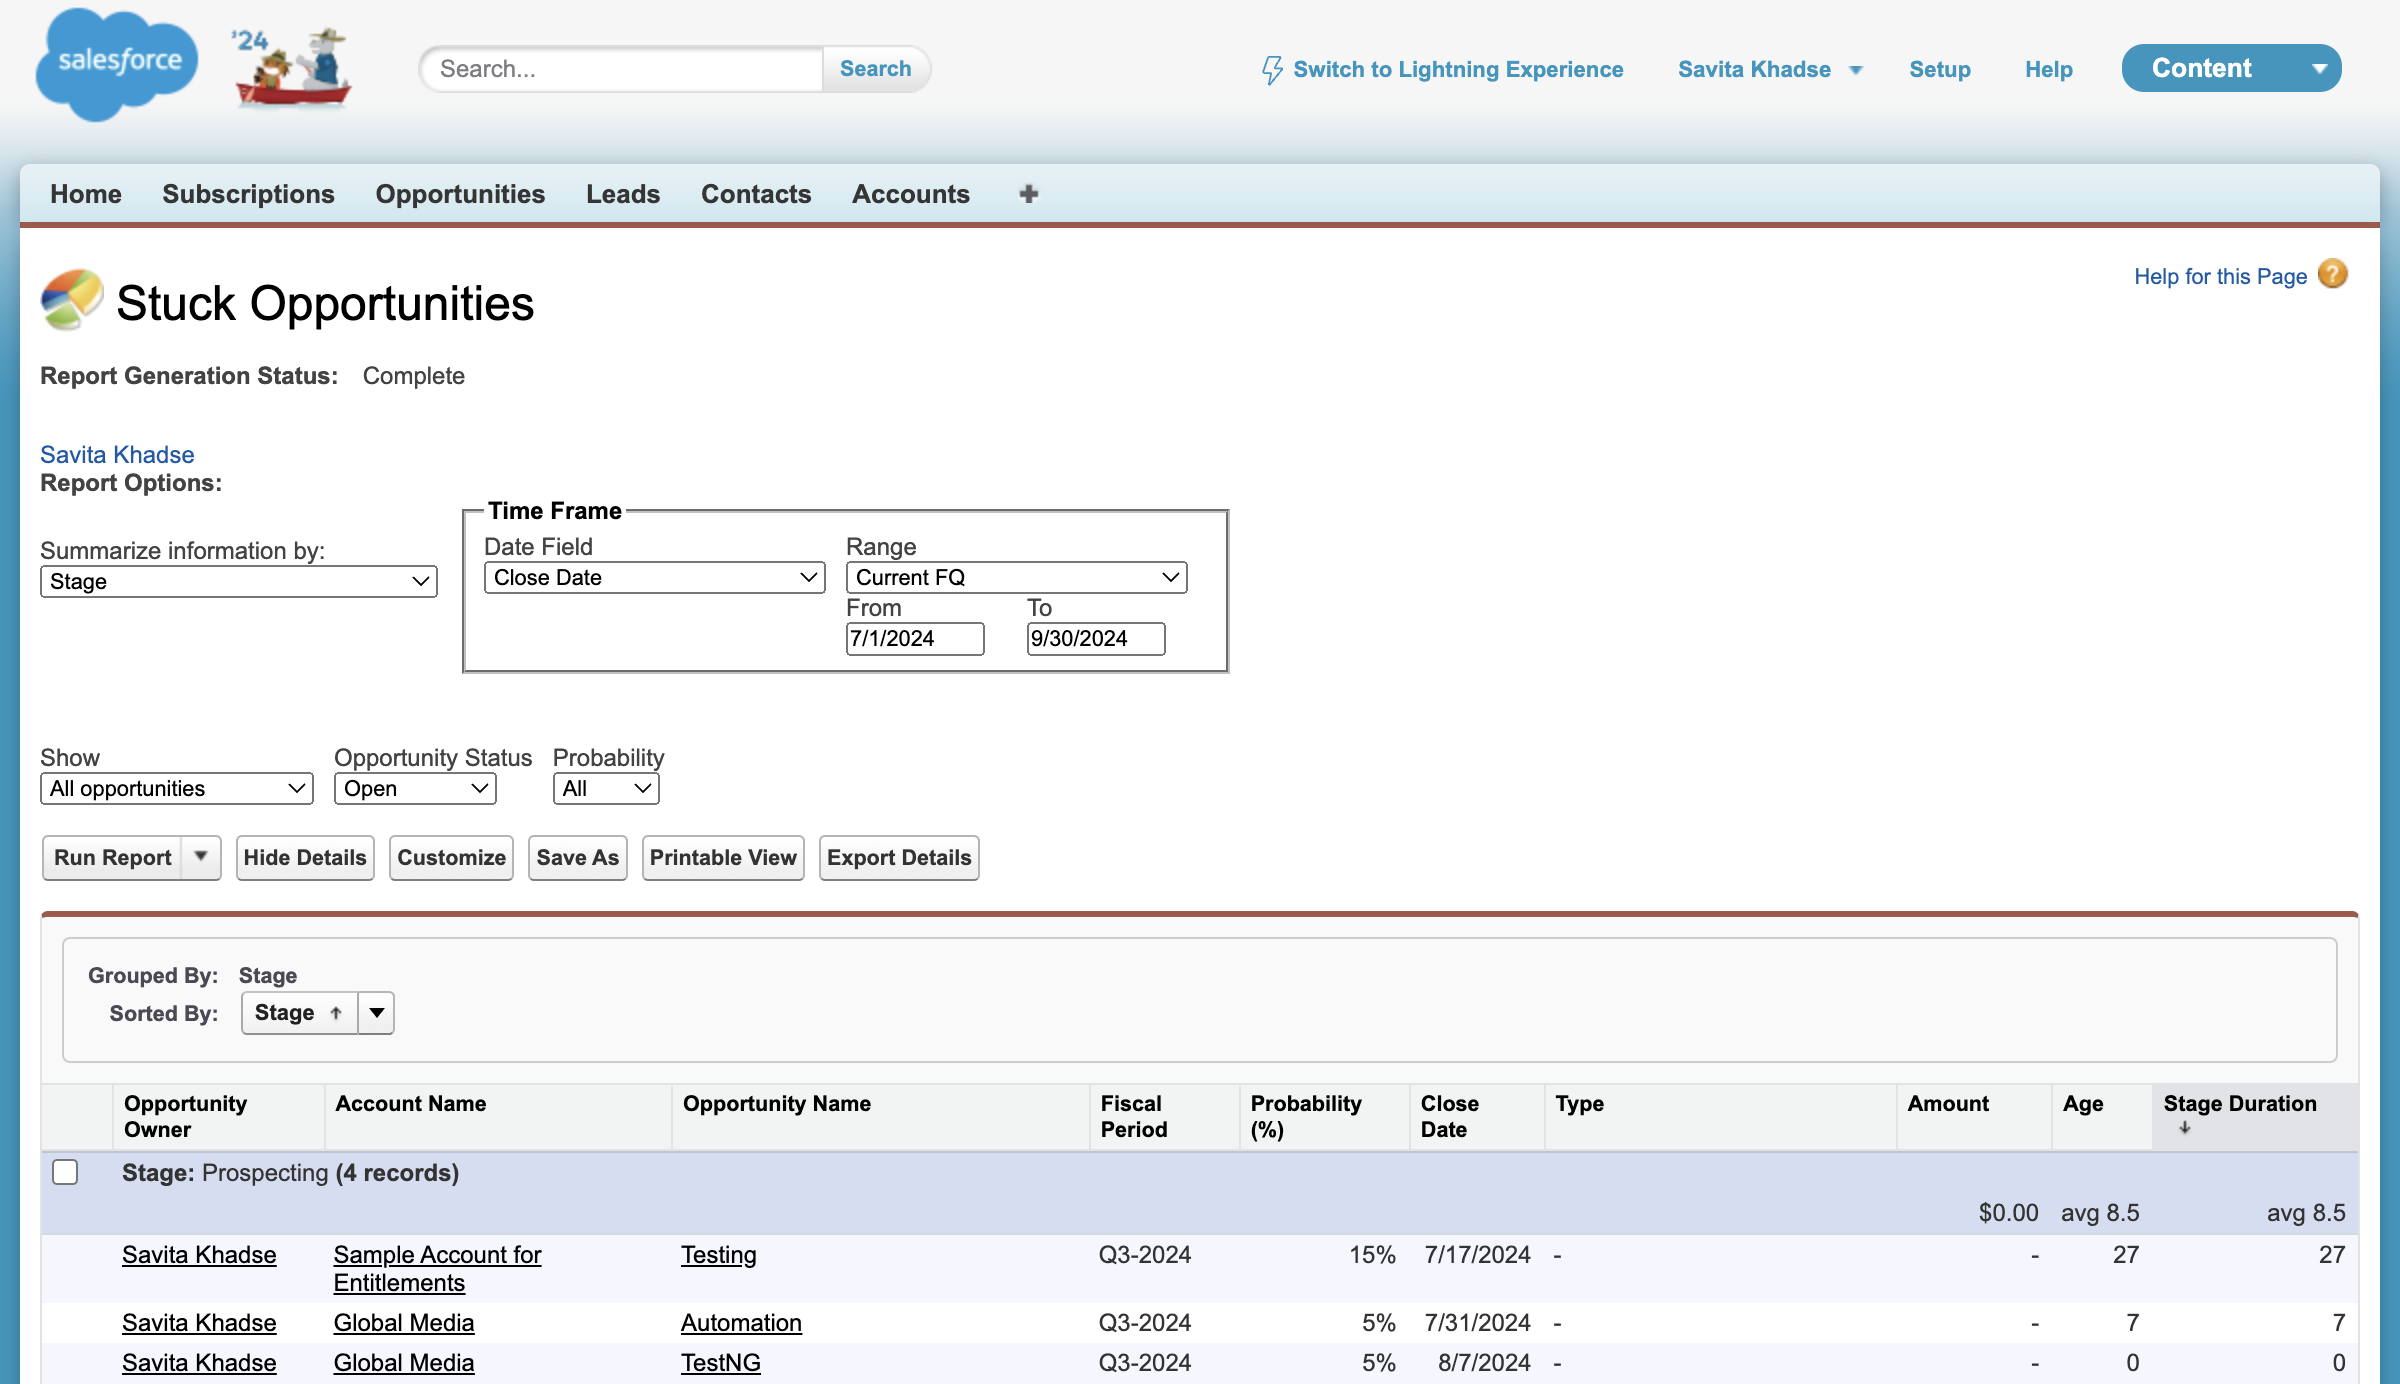 salesforce
'24
Search...
Search
Switch to Lightning Experience
Savita Khadse
Setup
Help
Content
Home
Subscriptions
Opportunities
Leads
Contacts
Accounts
+
Stuck Opportunities
Help for this Page ?
Report Generation Status: Complete
Savita Khadse
Report Options:
Summarize information by:
Stage
Time Frame
Date Field
Close Date
Range
Current FQ
From
7/1/2024
To
9/30/2024
Show
All opportunities
Opportunity Status
Open
Probability
All
Run Report
Hide Details
Customize
Save As
Printable View
Export Details
Grouped By: Stage
Sorted By: Stage ↑
Opportunity Owner
Account Name
Opportunity Name
Fiscal Period
Probability (%)
Close Date
Type
Amount
Age
Stage Duration ↓
Stage: Prospecting (4 records)
$0.00 avg 8.5 avg 8.5
Savita Khadse Sample Account for Entitlements Testing Q3-2024 15% 7/17/2024 - - 27 27
Savita Khadse Global Media Automation Q3-2024 5% 7/31/2024 - - 7 7
Savita Khadse Global Media TestNG Q3-2024 5% 8/7/2024 - - 0 0